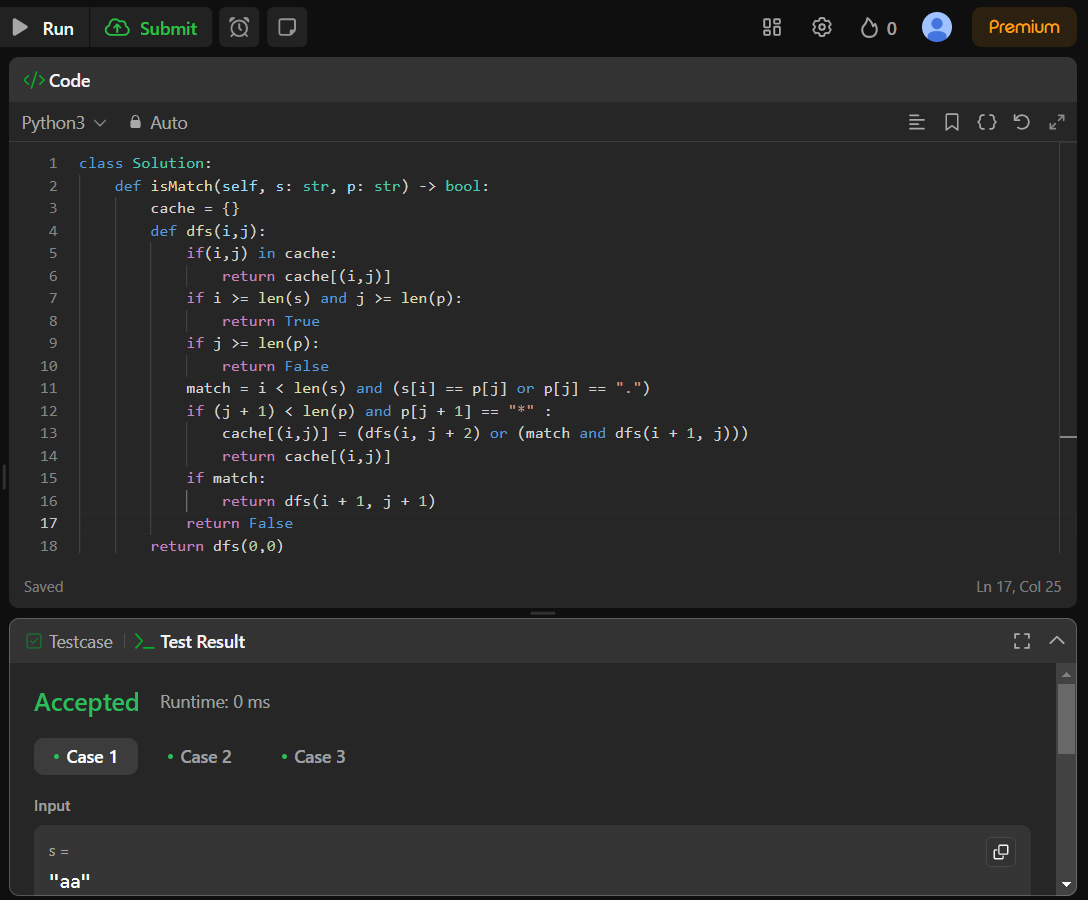 Run Submit 0 Premium
</> Code
Python3 Auto
1 class Solution:
2     def isMatch(self, s: str, p: str) -> bool:
3         cache = {}
4         def dfs(i,j):
5             if(i,j) in cache:
6                 return cache[(i,j)]
7             if i >= len(s) and j >= len(p):
8                 return True
9             if j >= len(p):
10                 return False
11             match = i < len(s) and (s[i] == p[j] or p[j] == ".")
12             if (j + 1) < len(p) and p[j + 1] == "*" :
13                 cache[(i,j)] = (dfs(i, j + 2) or (match and dfs(i + 1, j)))
14                 return cache[(i,j)]
15             if match:
16                 return dfs(i + 1, j + 1)
17             return False
18         return dfs(0,0)
Saved Ln 17, Col 25
Testcase >_ Test Result
Accepted Runtime: 0 ms
• Case 1 • Case 2 • Case 3
Input
s =
"aa"